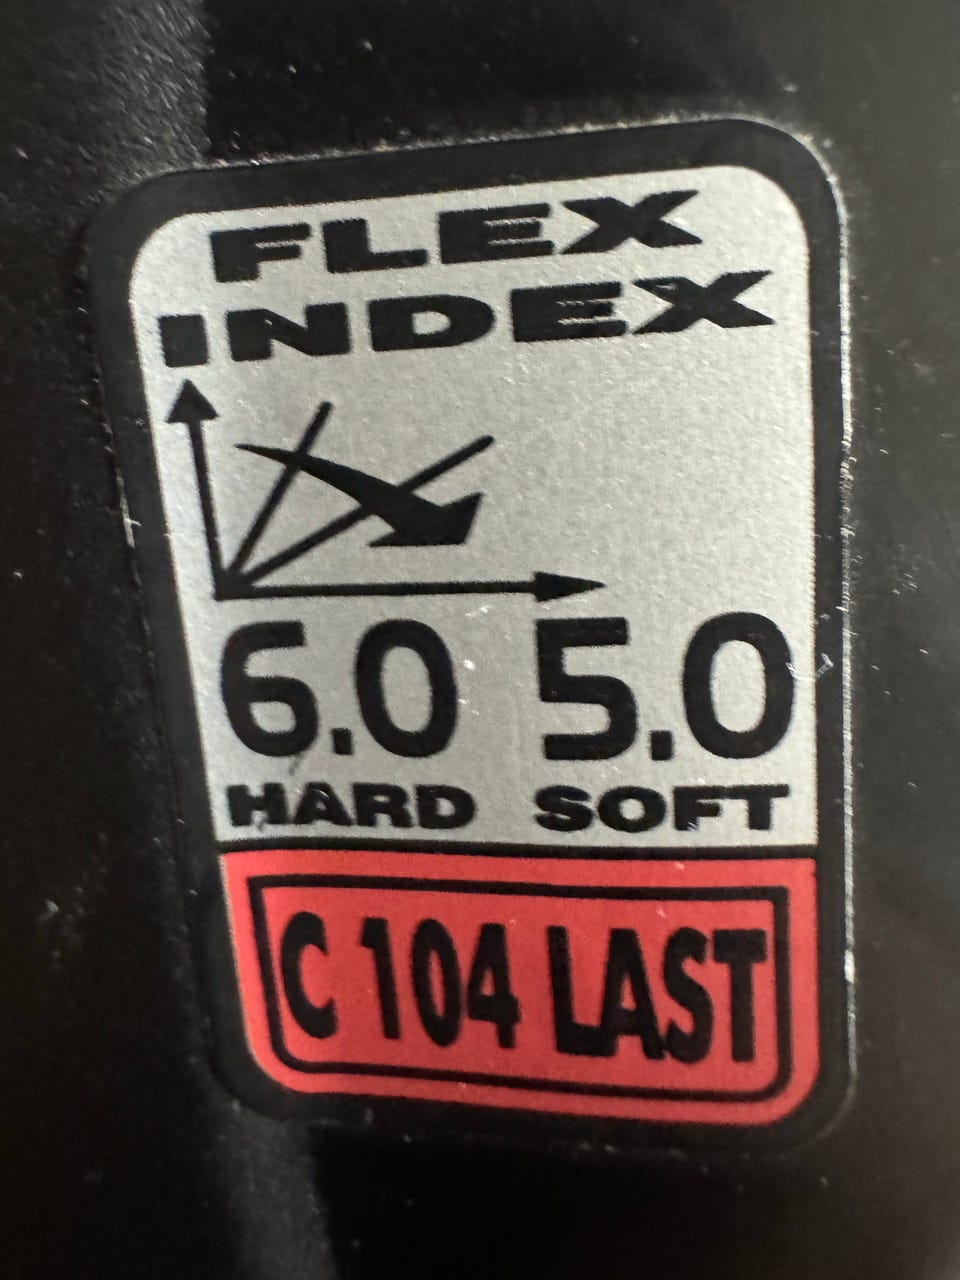 FLEX
INDEX
6.0 5.0
HARD SOFT
C 104 LAST